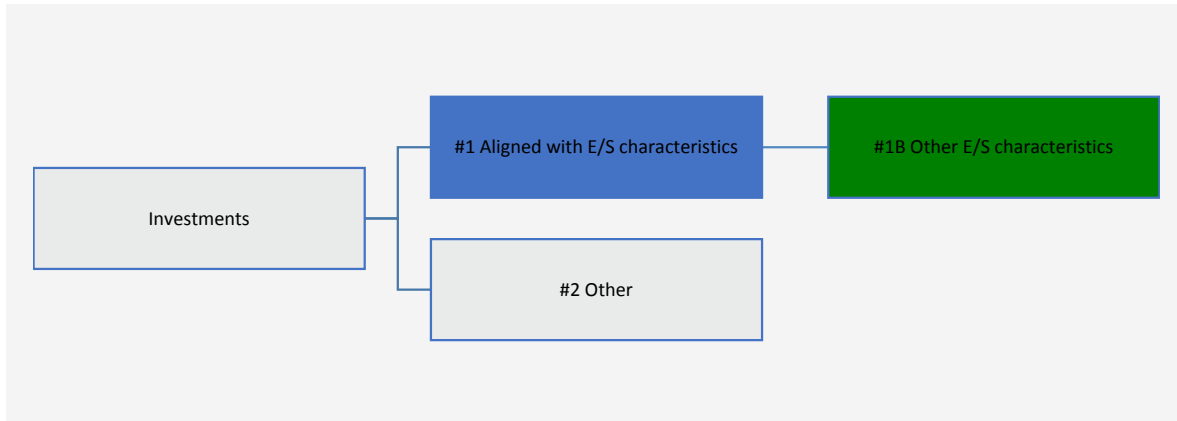 #1 Aligned with E/S characteristics
#1B Other E/S characteristics
Investments
#2 Other